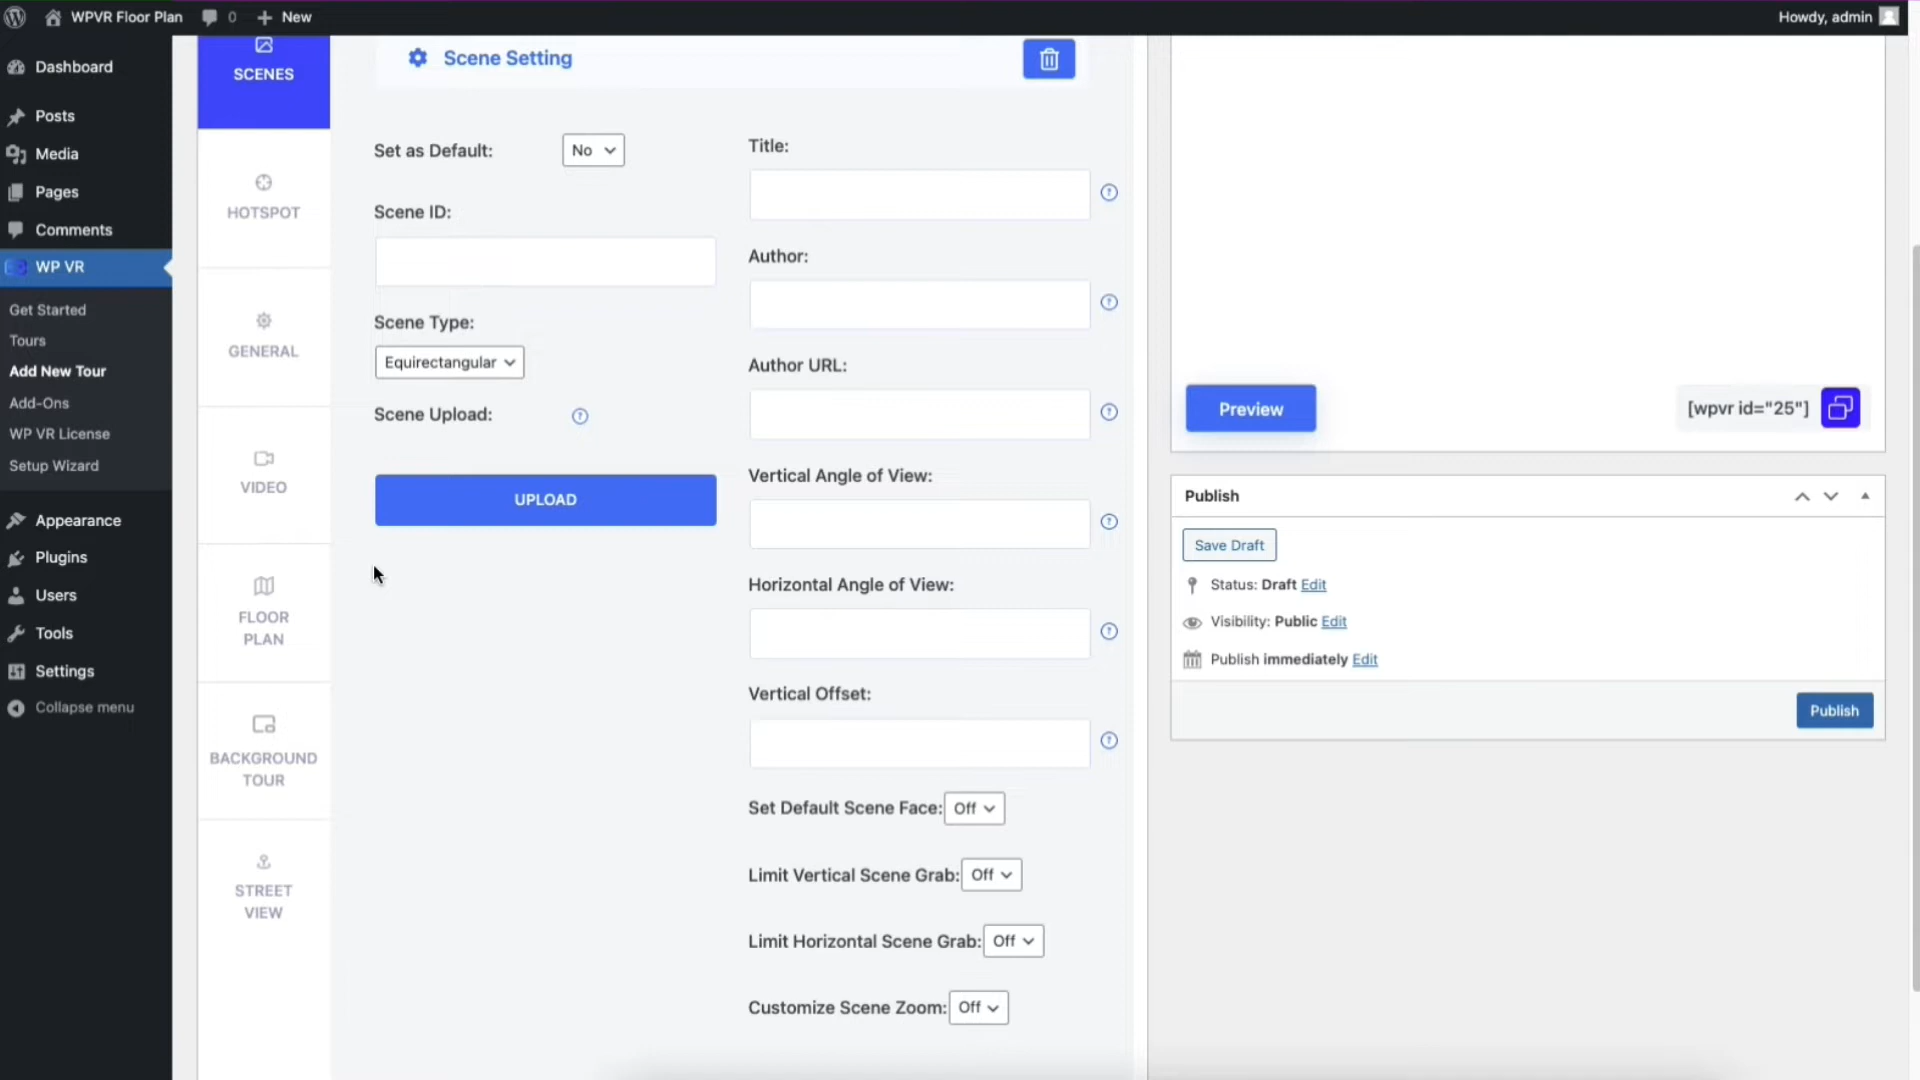 WPVR Floor Plan
0
New
Howdy, admin
Dashboard
Posts
Media
Pages
Comments
WP VR
Get Started
Tours
Add New Tour
Add-Ons
WP VR License
Setup Wizard
Appearance
Plugins
Users
Tools
Settings
Collapse menu
SCENES
HOTSPOT
GENERAL
VIDEO
FLOOR
PLAN
BACKGROUND
TOUR
STREET
VIEW
Scene Setting
Set as Default:
No
Scene ID:
Scene Type:
Equirectangular
Scene Upload:
UPLOAD
Title:
Author:
Author URL:
Vertical Angle of View:
Horizontal Angle of View:
Vertical Offset:
Set Default Scene Face: Off
Limit Vertical Scene Grab: Off
Limit Horizontal Scene Grab: Off
Customize Scene Zoom: Off
Preview
[wpvr id="25"]
Publish
Save Draft
Status: Draft Edit
Visibility: Public Edit
Publish immediately Edit
Publish